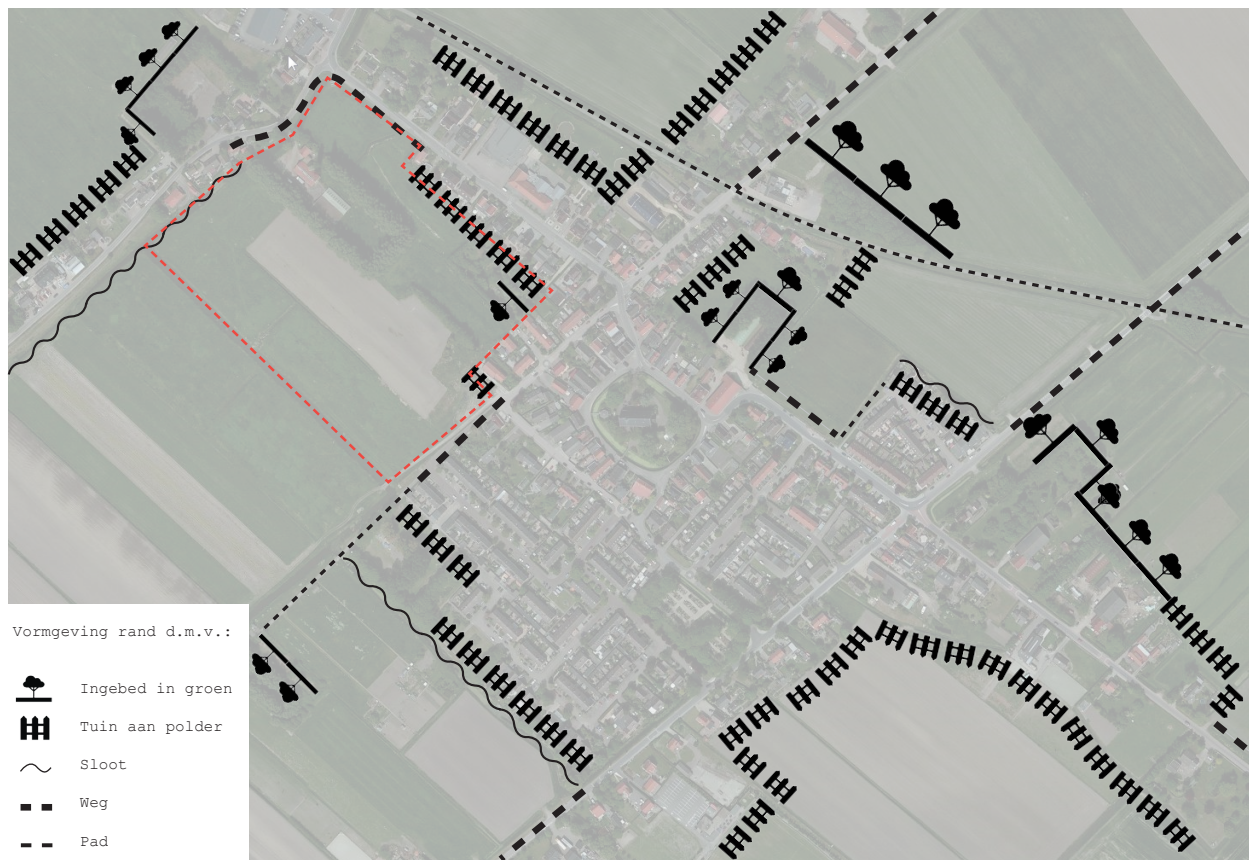 Vormgeving rand d.m.v.:
Ingebed in groen
Tuin aan polder
Sloot
Weg
Pad